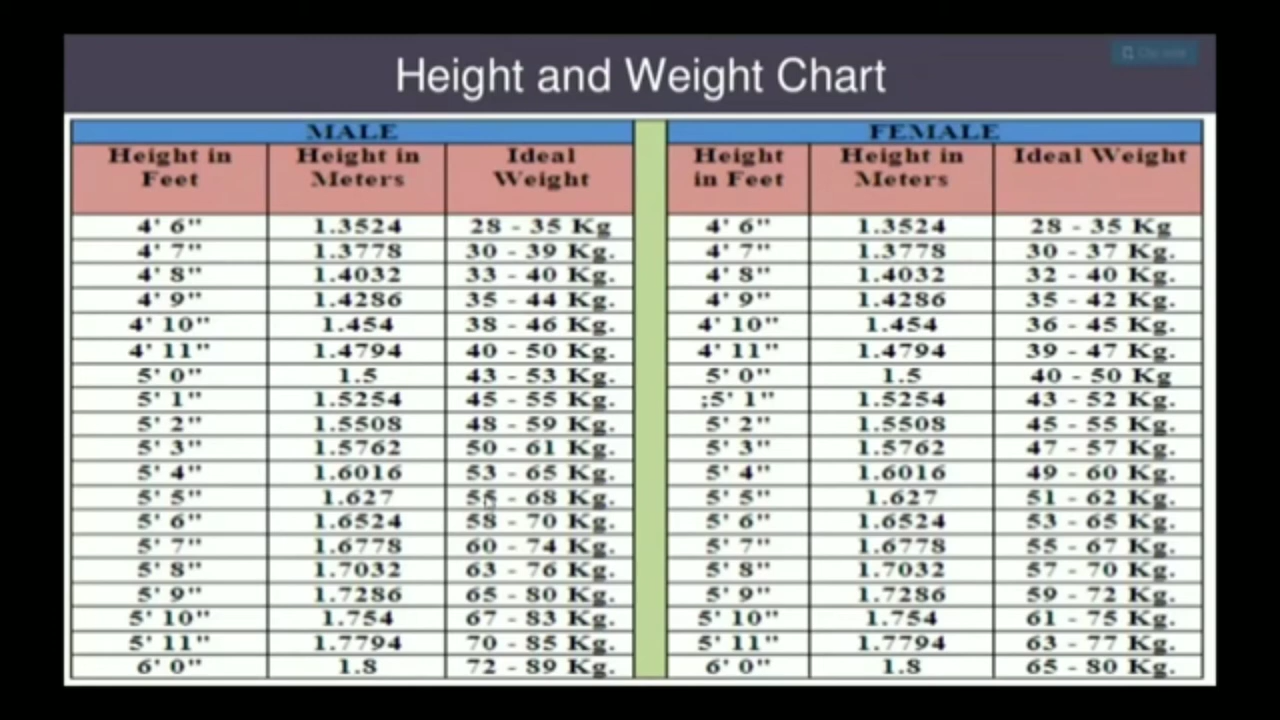 Height and Weight Chart
MALE FEMALE
Height in Feet Height in Meters Ideal Weight Height in Feet Height in Meters Ideal Weight
4' 6" 1.3524 28 - 35 Kg 4' 6" 1.3524 28 - 35 Kg
4' 7" 1.3778 30 - 39 Kg. 4' 7" 1.3778 30 - 37 Kg.
4' 8" 1.4032 33 - 40 Kg. 4' 8" 1.4032 32 - 40 Kg.
4' 9" 1.4286 35 - 44 Kg. 4' 9" 1.4286 35 - 42 Kg.
4' 10" 1.454 38 - 46 Kg. 4' 10" 1.454 36 - 45 Kg.
4' 11" 1.4794 40 - 50 Kg. 4' 11" 1.4794 39 - 47 Kg.
5' 0" 1.5 43 - 53 Kg. 5' 0" 1.5 40 - 50 Kg
5' 1" 1.5254 45 - 55 Kg. ;5' 1" 1.5254 43 - 52 Kg.
5' 2" 1.5508 48 - 59 Kg. 5' 2" 1.5508 45 - 55 Kg.
5' 3" 1.5762 50 - 61 Kg. 5' 3" 1.5762 47 - 57 Kg.
5' 4" 1.6016 53 - 65 Kg. 5' 4" 1.6016 49 - 60 Kg.
5' 5" 1.627 55 - 68 Kg. 5' 5" 1.627 51 - 62 Kg.
5' 6" 1.6524 58 - 70 Kg. 5' 6" 1.6524 53 - 65 Kg.
5' 7" 1.6778 60 - 74 Kg. 5' 7" 1.6778 55 - 67 Kg.
5' 8" 1.7032 63 - 76 Kg. 5' 8" 1.7032 57 - 70 Kg.
5' 9" 1.7286 65 - 80 Kg. 5' 9" 1.7286 59 - 72 Kg.
5' 10" 1.754 67 - 83 Kg. 5' 10" 1.754 61 - 75 Kg.
5' 11" 1.7794 70 - 85 Kg. 5' 11" 1.7794 63 - 77 Kg.
6' 0" 1.8 72 - 89 Kg. 6' 0" 1.8 65 - 80 Kg.